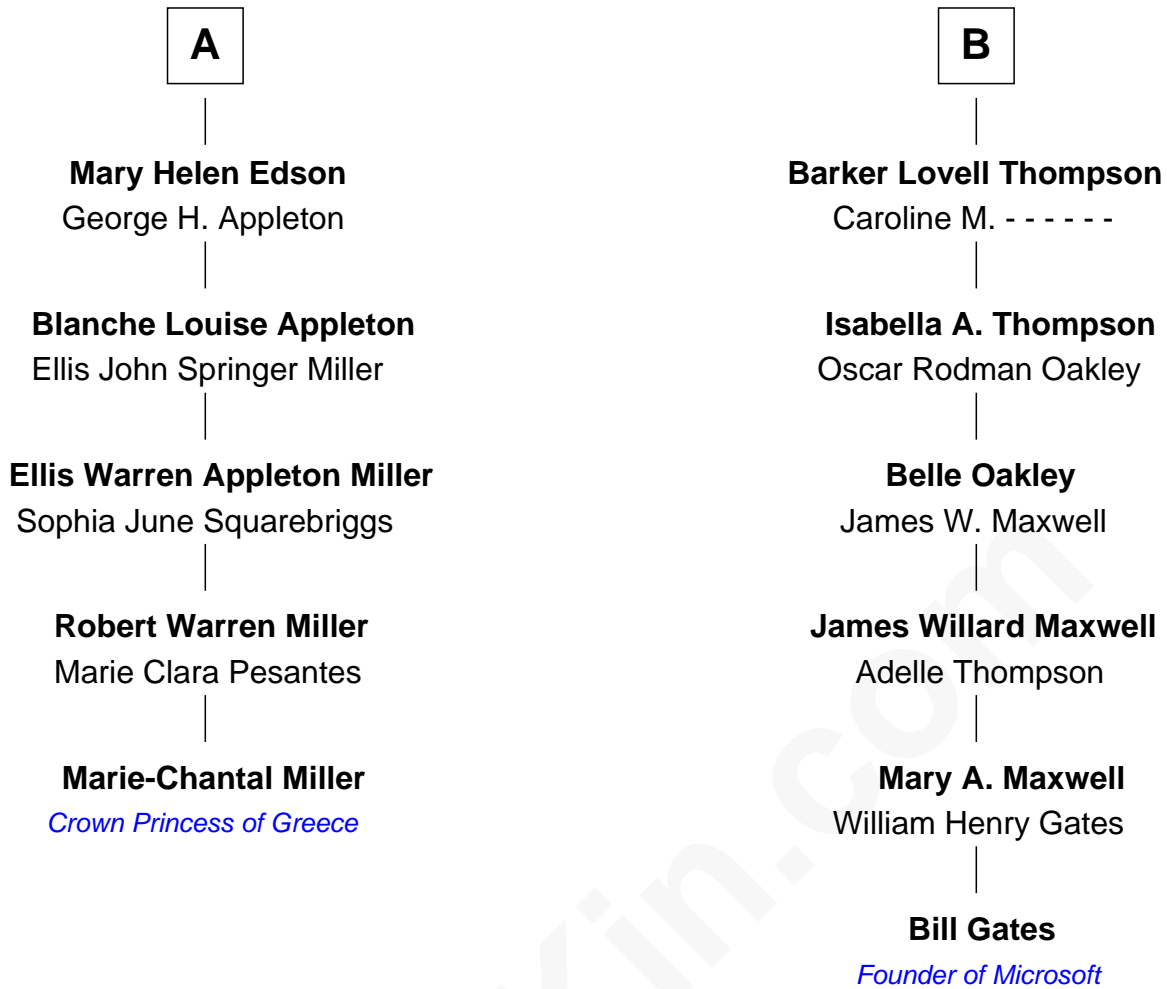 A
Mary Helen Edson
George H. Appleton
Blanche Louise Appleton
Ellis John Springer Miller
Ellis Warren Appleton Miller
Sophia June Squarebriggs
Robert Warren Miller
Marie Clara Pesantes
Marie-Chantal Miller
Crown Princess of Greece
B
Barker Lovell Thompson
Caroline M. - - - - - -
Isabella A. Thompson
Oscar Rodman Oakley
Belle Oakley
James W. Maxwell
James Willard Maxwell
Adelle Thompson
Mary A. Maxwell
William Henry Gates
Bill Gates
Founder of Microsoft
Kin.com